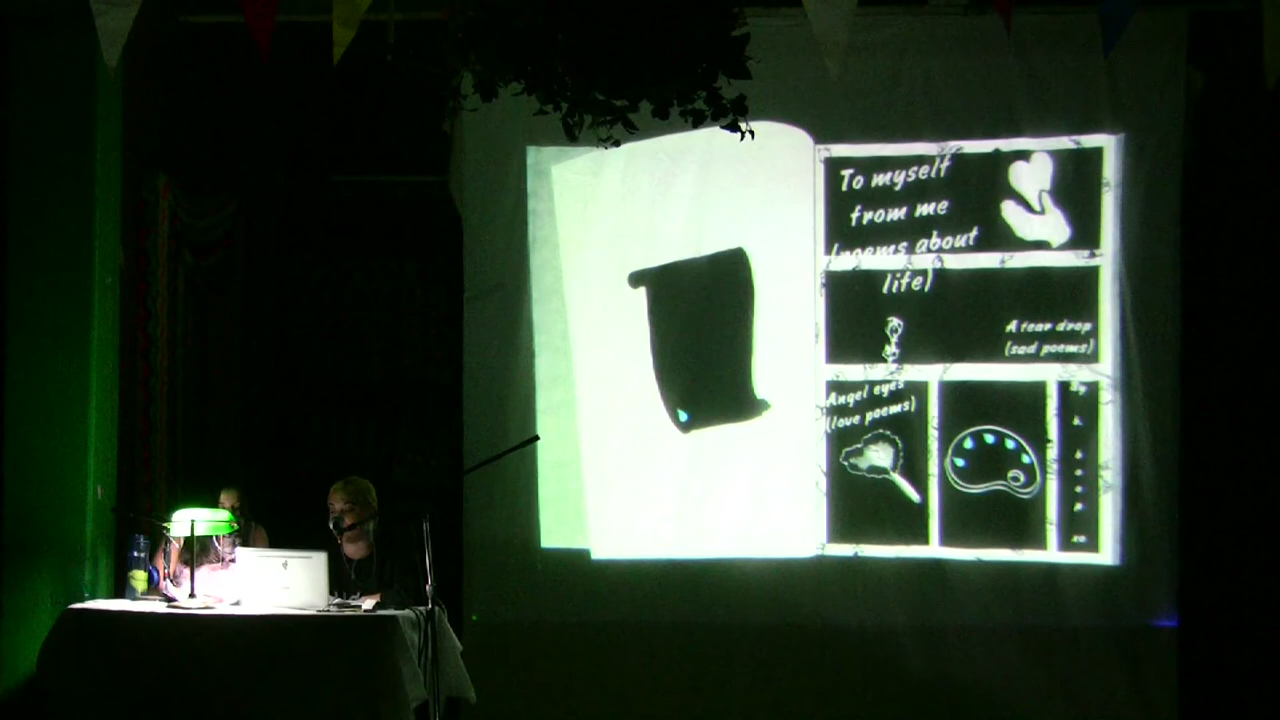 To myself
from me
(poems about
life)
A tear drop
(sad poems)
Angel eyes
(love poems)